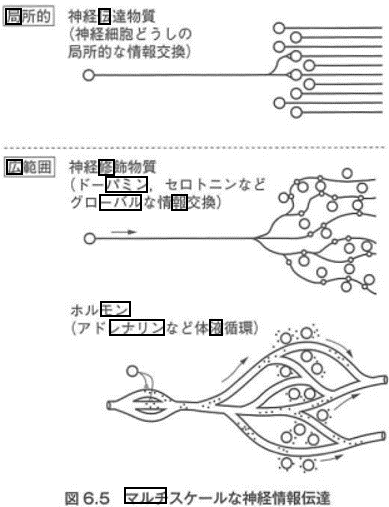 局所的 神経伝達物質
(神経細胞どうしの
局所的な情報交換)
広範囲 神経修飾物質
(ドーパミン，セロトニンなど
グローバルな情報交換)
ホルモン
(アドレナリンなど体液循環)
図 6.5 マルチスケールな神経情報伝達